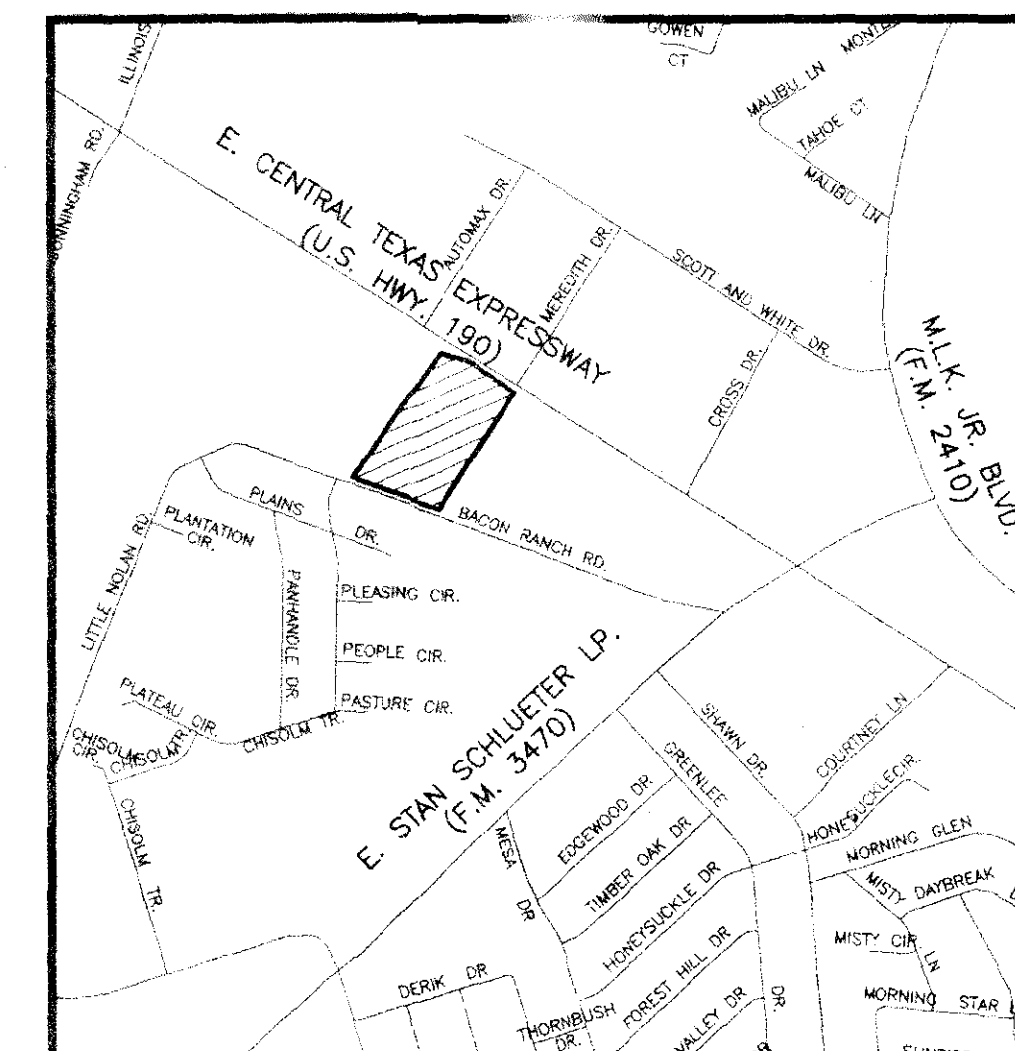 ILLINOIS
GOWEN
CT
MALIBU LN
TAHOE CT
MALIBU LN
E. CENTRAL TEXAS EXPRESSWAY
(U.S. HWY. 190)
AUTOMAX DR.
MEREDITH DR.
SCOTT AND WHITE DR.
CROSS DR.
M.L.K. JR. BLVD.
(F.M. 2410)
PLAINS
DR.
PLANTATION
CIR.
BACON RANCH RD.
LITTLE NOLAN RD.
PANHANDLE DR.
PLEASING CIR.
PEOPLE CIR.
PASTURE CIR.
PLATEAU CIR.
CHISOLM
CIR.
CHISOLM TR.
CHISOLM TR.
CHISOLM TR.
E. STAN SCHLUETER LP.
(F.M. 3470)
SHAWN DR.
COURTNEY LN
GREENLEE
DR.
HONEYSUCKLECIR.
MESA
DR
EDGEWOOD DR
TIMBER OAK DR
HONEYSUCKLE DR
FOREST HILL DR
VALLEY DR
MORNING GLEN
MISTY DAYBREAK
MISTY CIR
LN
MORNING STAR
DERIK DR
THORNBUSH
DR.